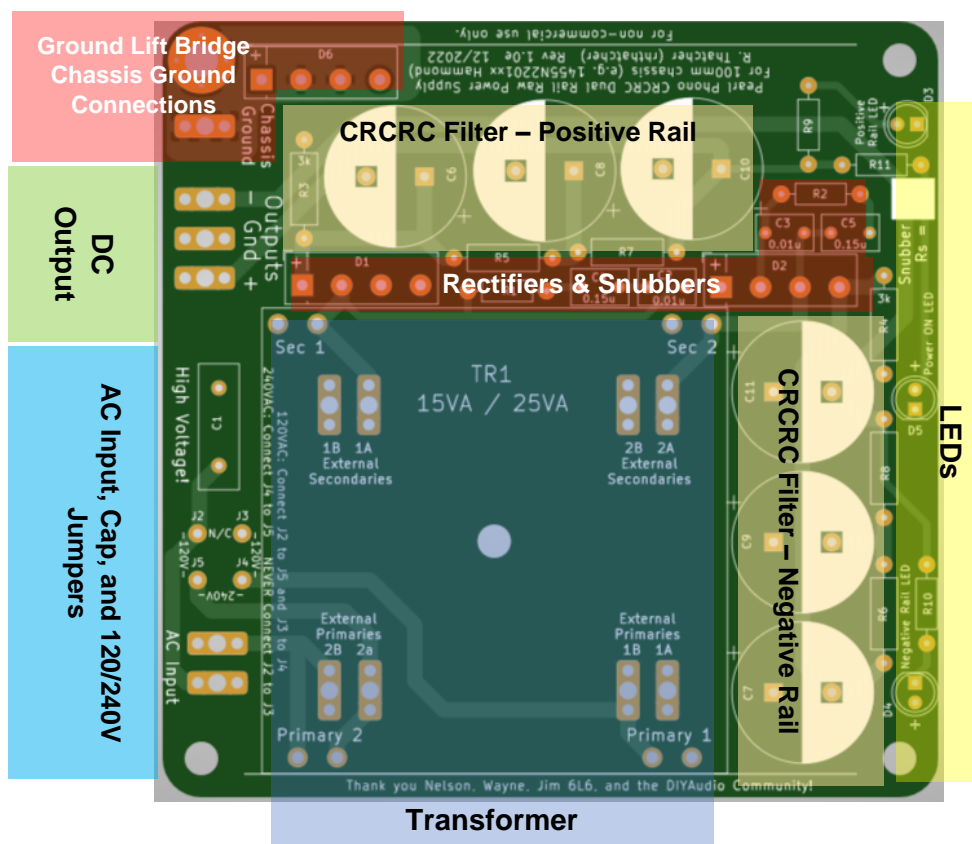 For non-commercial use only.
R. Thatcher (rhthatcher) Rev 1.0e 12/2022
For 100mm chassis (e.g. 1455N2201xx Hammond)
Pearl Phono CRCRC Dual Rail Raw Power Supply
Ground Lift Bridge
Chassis Ground
Connections
D6
Chassis
Ground
CRCRC Filter – Positive Rail
3k
R3
C6
C8
C10
R9
Positive
Rail LED
D3
R11
R2
C3
0.01u
C5
0.15u
Snubber
Rs =
DC
Output
Outputs
- Gnd +
D1
R5
R7
D2
Rectifiers & Snubbers
0.15u
0.01u
3k
R4
Sec 1
Sec 2
TR1
15VA / 25VA
1B 1A
External
Secondaries
2B 2A
External
Secondaries
AC Input, Cap, and 120/240V
Jumpers
High Voltage!
C1
240VAC: Connect J4 to J5 NEVER Connect J2 to J3
120VAC: Connect J2 to J5 and J3 to J4
J2
J3
N/C
-120V-
-120V-
J5
J4
-240V-
AC Input
External
Primaries
2B 2a
External
Primaries
1B 1A
Primary 2
Primary 1
C11
C9
C7
CRCRC Filter – Negative Rail
R8
R6
Power ON LED
D5
LEDs
Negative Rail LED
R10
D4
Thank you Nelson, Wayne, Jim 6L6, and the DIYAudio Community!
Transformer